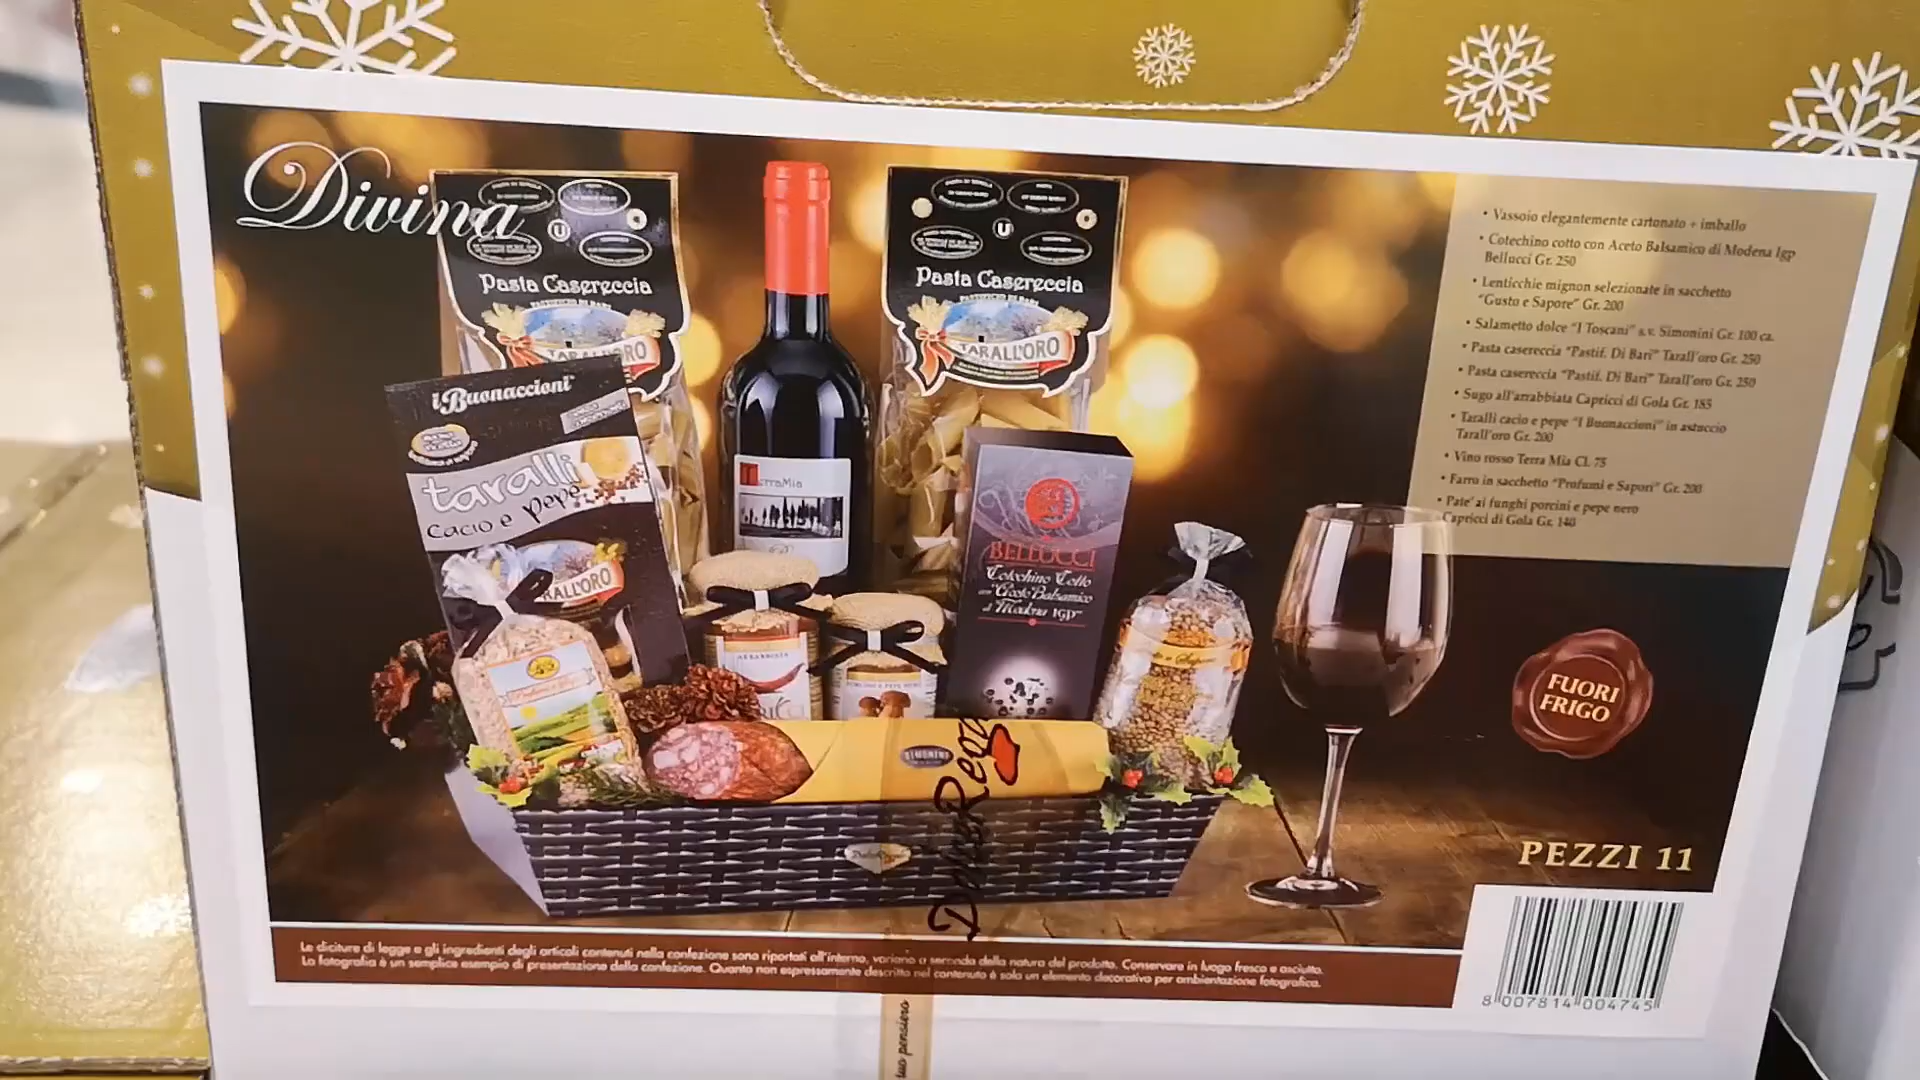 Divina
Pasta Casereccia
TARALL'ORO
Pasta Casereccia
PASTIFICIO DI BARI
TARALL'ORO
i Buonaccioni
taralli
cacio e pepe
TARALL'ORO
TerraMia
ARRABBIATA
BELLUCCI
Cotechino Cotto
con "Aceto Balsamico
di Modena IGP"
SIMONINI
• Vassoio elegantemente cartonato + imballo
• Cotechino cotto con Aceto Balsamico di Modena Igp
Bellucci Gr. 250
• Lenticchie mignon selezionate in sacchetto
"Gusto e Sapore" Gr. 200
• Salametto dolce "I Toscani" s.v. Simonini Gr. 100 ca.
• Pasta casereccia "Pastif. Di Bari" Tarall'oro Gr. 250
• Pasta casereccia "Pastif. Di Bari" Tarall'oro Gr. 250
• Sugo all'arrabbiata Capricci di Gola Gr. 185
• Taralli cacio e pepe "I Buonaccioni" in astuccio
Tarall'oro Gr. 200
• Vino rosso Terra Mia Cl. 75
• Farro in sacchetto "Profumi e Sapori" Gr. 200
• Pate' ai funghi porcini e pepe nero
Capricci di Gola Gr. 140
FUORI
FRIGO
PEZZI 11
Le diciture di legge e gli ingredienti degli articoli contenuti nella confezione sono riportati all'interno, variano a seconda della natura del prodotto. Conservare in luogo fresco e asciutto.
La fotografia è un semplice esempio di presentazione della confezione. Quanto non espressamente descritto nel contenuto è solo un elemento decorativo per ambientazione fotografica.
8 007814 004745
tuo pensiero